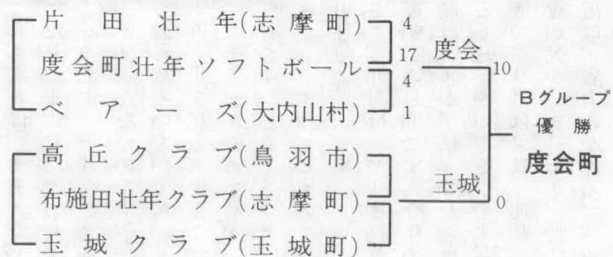 片田壮年(志摩町) 4
17 度会
度会町壮年ソフトボール 10
4
ベアーズ(大内山村) 1
Bグループ
優勝
度会町
高丘クラブ(鳥羽市)
玉城
布施田壮年クラブ(志摩町) 0
玉城クラブ(玉城町)